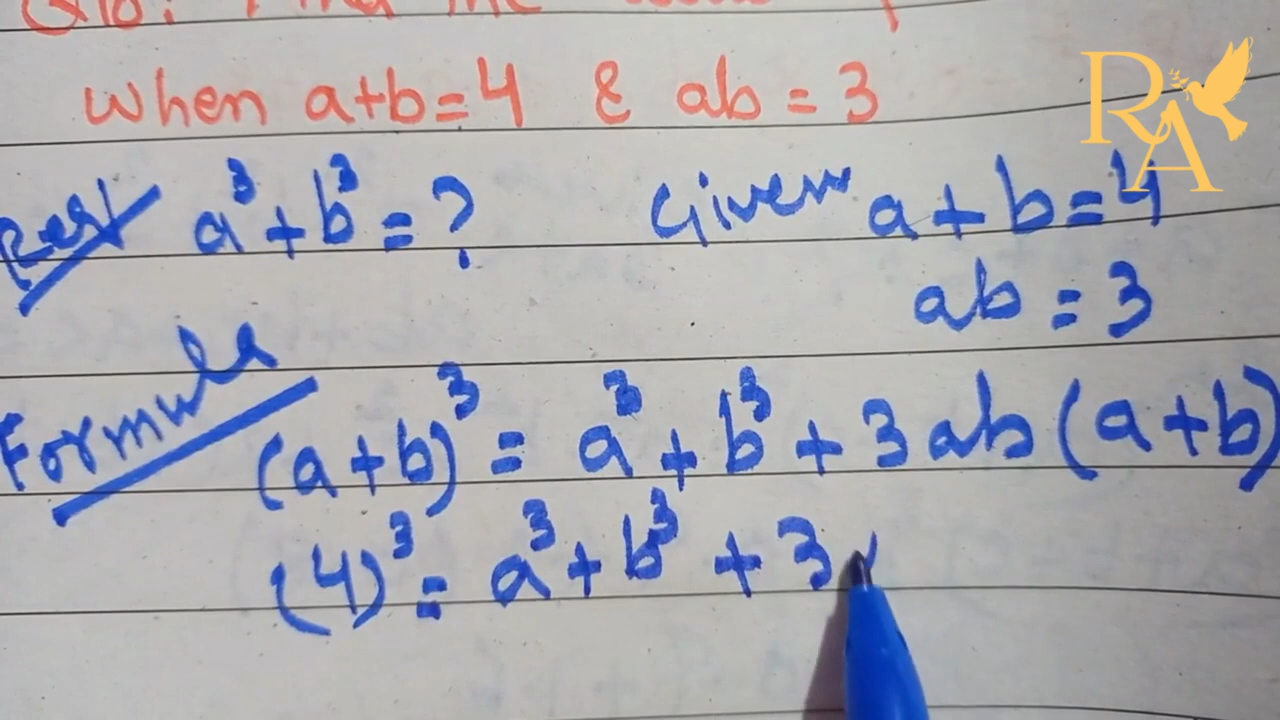 when a+b=4 & ab = 3
a³+b³=?
Given a+b=4
ab = 3
Formula
(a+b)³ = a³+b³+3ab(a+b)
(4)³ = a³+b³ +3
RA